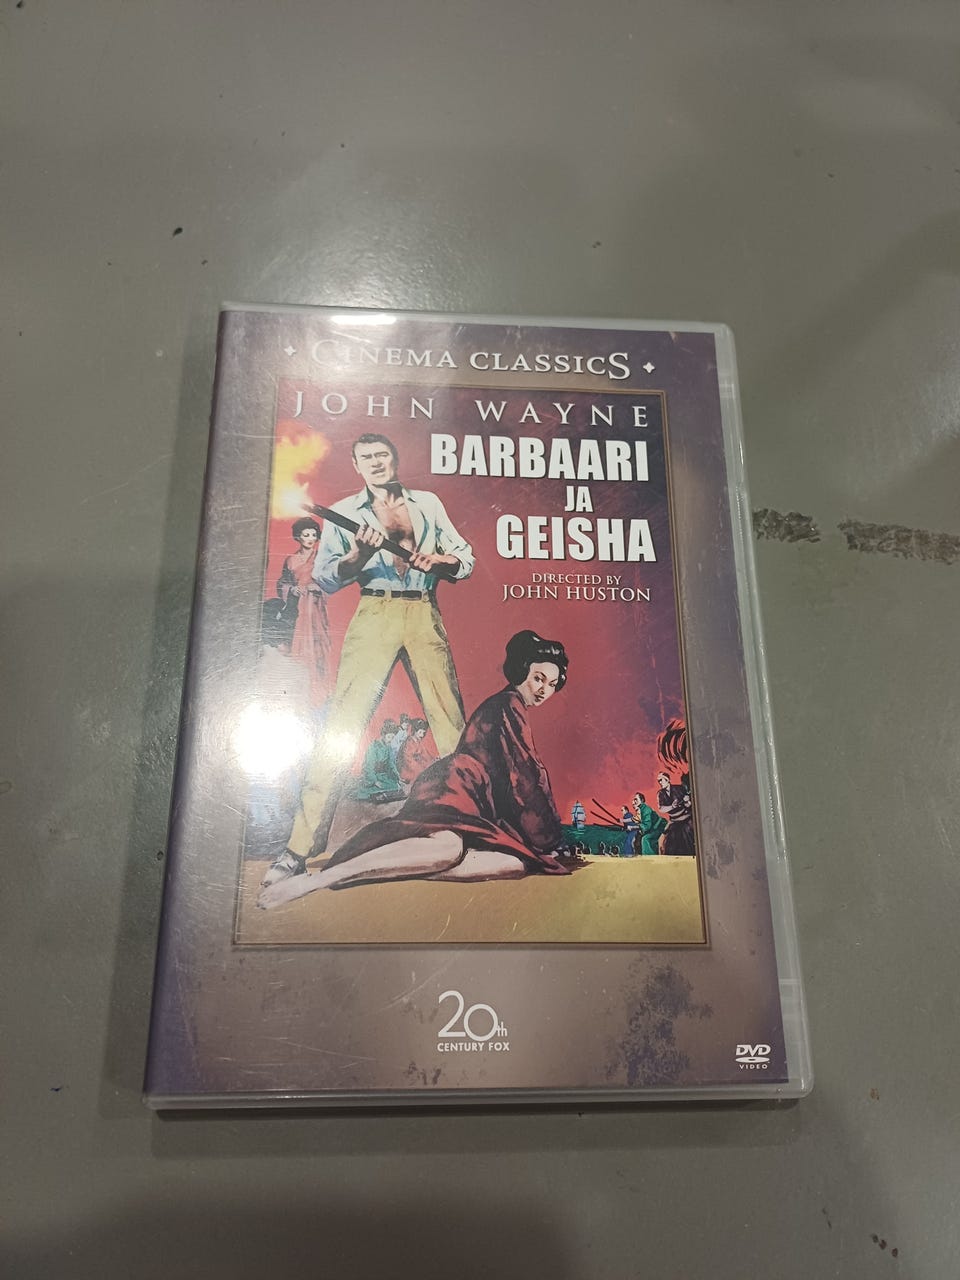 CINEMA CLASSICS
JOHN WAYNE
BARBAARI
JA
GEISHA
DIRECTED BY
JOHN HUSTON
20th
CENTURY FOX
DVD
VIDEO